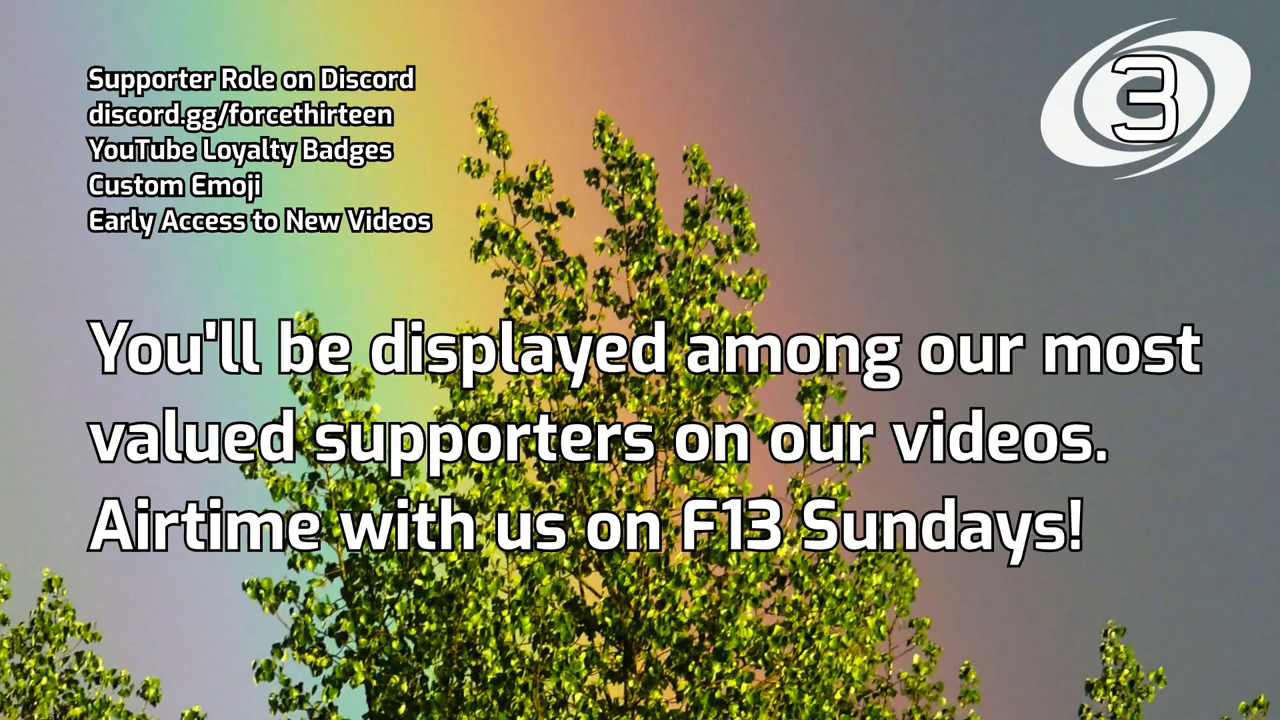 Supporter Role on Discord
discord.gg/forcethirteen
YouTube Loyalty Badges
Custom Emoji
Early Access to New Videos
3
You'll be displayed among our most
valued supporters on our videos.
Airtime with us on F13 Sundays!